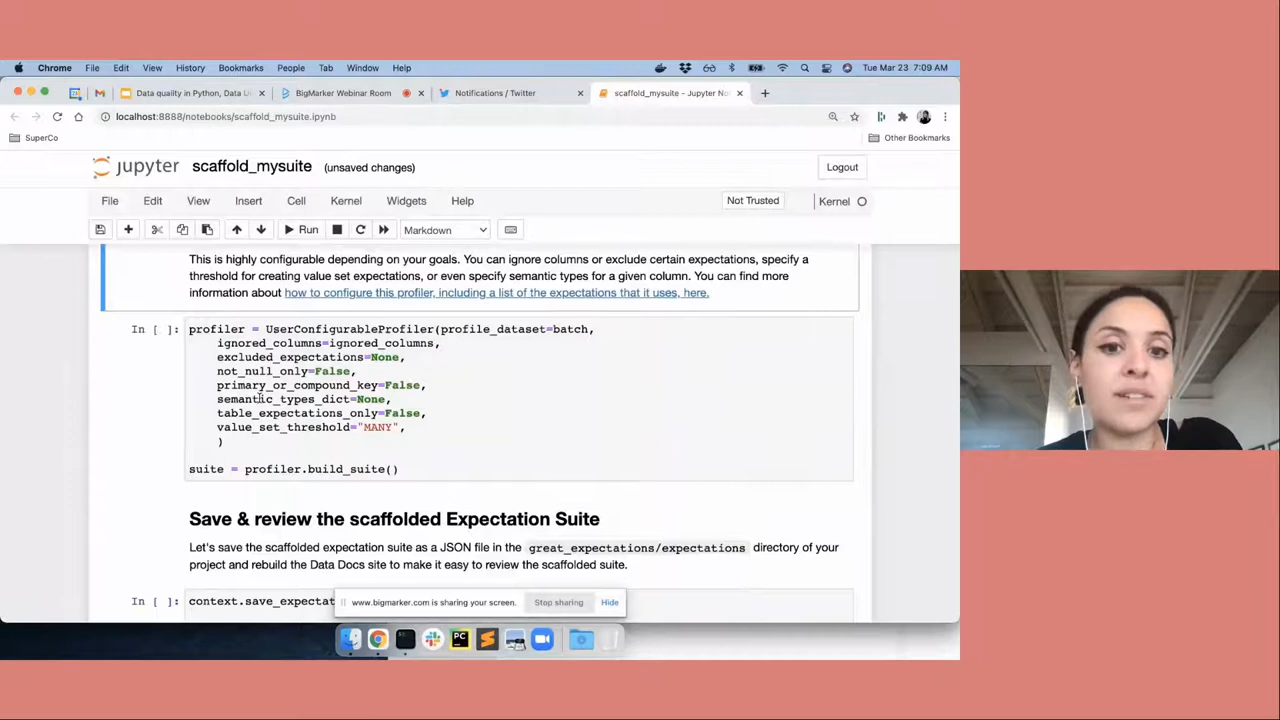 Chrome File Edit View History Bookmarks People Tab Window Help Tue Mar 23 7:09 AM
Data quailty in Python, Data U BigMarker Webinar Room Notifications / Twitter scaffold_mysuite - Jupyter No
localhost:8888/notebooks/scaffold_mysuite.ipynb
SuperCo Other Bookmarks
jupyter scaffold_mysuite (unsaved changes) Logout
File Edit View Insert Cell Kernel Widgets Help Not Trusted Kernel
Run Markdown
This is highly configurable depending on your goals. You can ignore columns or exclude certain expectations, specify a
threshold for creating value set expectations, or even specify semantic types for a given column. You can find more
information about how to configure this profiler, including a list of the expectations that it uses, here.
In [ ]: profiler = UserConfigurableProfiler(profile_dataset=batch,
ignored_columns=ignored_columns,
excluded_expectations=None,
not_null_only=False,
primary_or_compound_key=False,
semantic_types_dict=None,
table_expectations_only=False,
value_set_threshold="MANY",
)
suite = profiler.build_suite()
Save & review the scaffolded Expectation Suite
Let's save the scaffolded expectation suite as a JSON file in the great_expectations/expectations directory of your
project and rebuild the Data Docs site to make it easy to review the scaffolded suite.
In [ ]: context.save_expectat
www.bigmarker.com is sharing your screen. Stop sharing Hide
PC